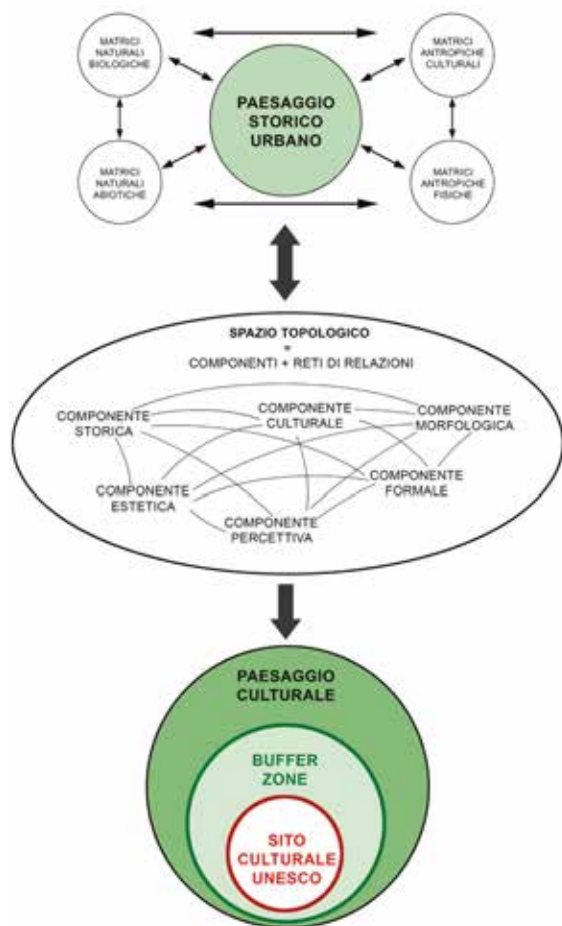 MATRICI
NATURALI
BIOLOGICHE
MATRICI
ANTROPICHE
CULTURALI
PAESAGGIO
STORICO
URBANO
MATRICI
NATURALI
ABIOTICHE
MATRICI
ANTROPICHE
FISICHE
SPAZIO TOPOLOGICO
=
COMPONENTI + RETI DI RELAZIONI
COMPONENTE
STORICA
COMPONENTE
CULTURALE
COMPONENTE
MORFOLOGICA
COMPONENTE
ESTETICA
COMPONENTE
FORMALE
COMPONENTE
PERCETTIVA
PAESAGGIO
CULTURALE
BUFFER
ZONE
SITO
CULTURALE
UNESCO